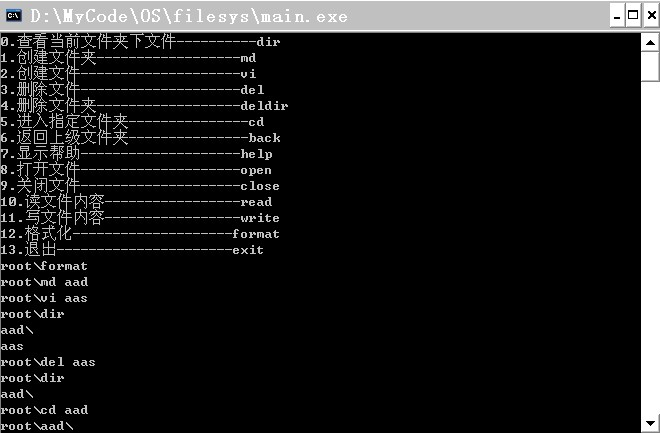 D:\MyCode\OS\filesys\main.exe
0.查看当前文件夹下文件-----------dir
1.创建文件夹------------------md
2.创建文件--------------------vi
3.删除文件--------------------del
4.删除文件夹------------------deldir
5.进入指定文件夹---------------cd
6.返回上级文件夹---------------back
7.显示帮助--------------------help
8.打开文件--------------------open
9.关闭文件--------------------close
10.读文件内容-----------------read
11.写文件内容-----------------write
12.格式化--------------------format
13.退出----------------------exit
root\format
root\md aad
root\vi aas
root\dir
aad\
aas
root\del aas
root\dir
aad\
root\cd aad
root\aad\